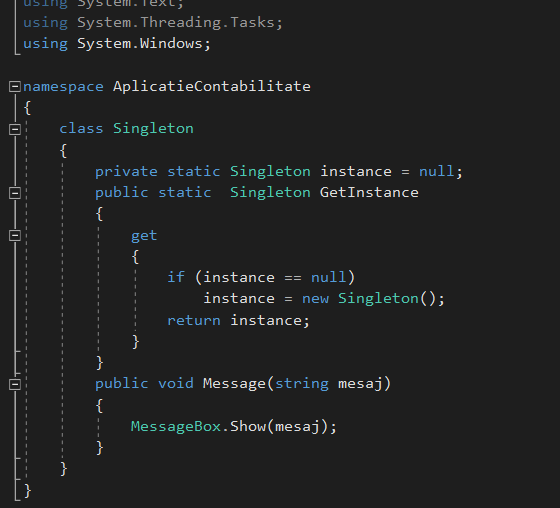 using System.Text;
using System.Threading.Tasks;
using System.Windows;
namespace AplicatieContabilitate
{
class Singleton
{
private static Singleton instance = null;
public static  Singleton GetInstance
{
get
{
if (instance == null)
instance = new Singleton();
return instance;
}
}
public void Message(string mesaj)
{
MessageBox.Show(mesaj);
}
}
}